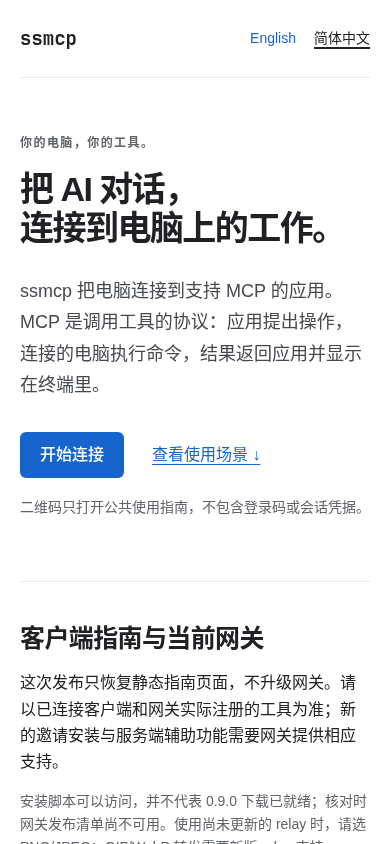 ssmcp
English 简体中文
你的电脑，你的工具。
把 AI 对话，
连接到电脑上的工作。
ssmcp 把电脑连接到支持 MCP 的应用。
MCP 是调用工具的协议：应用提出操作，
连接的电脑执行命令，结果返回应用并显示
在终端里。
开始连接 查看使用场景 ↓
二维码只打开公共使用指南，不包含登录码或会话凭据。
客户端指南与当前网关
这次发布只恢复静态指南页面，不升级网关。请
以已连接客户端和网关实际注册的工具为准；新
的邀请安装与服务端辅助功能需要网关提供相应
支持。
安装脚本可以访问，并不代表 0.9.0 下载已就绪；核对时
网关发布清单尚不可用。使用尚未更新的 relay 时，请选